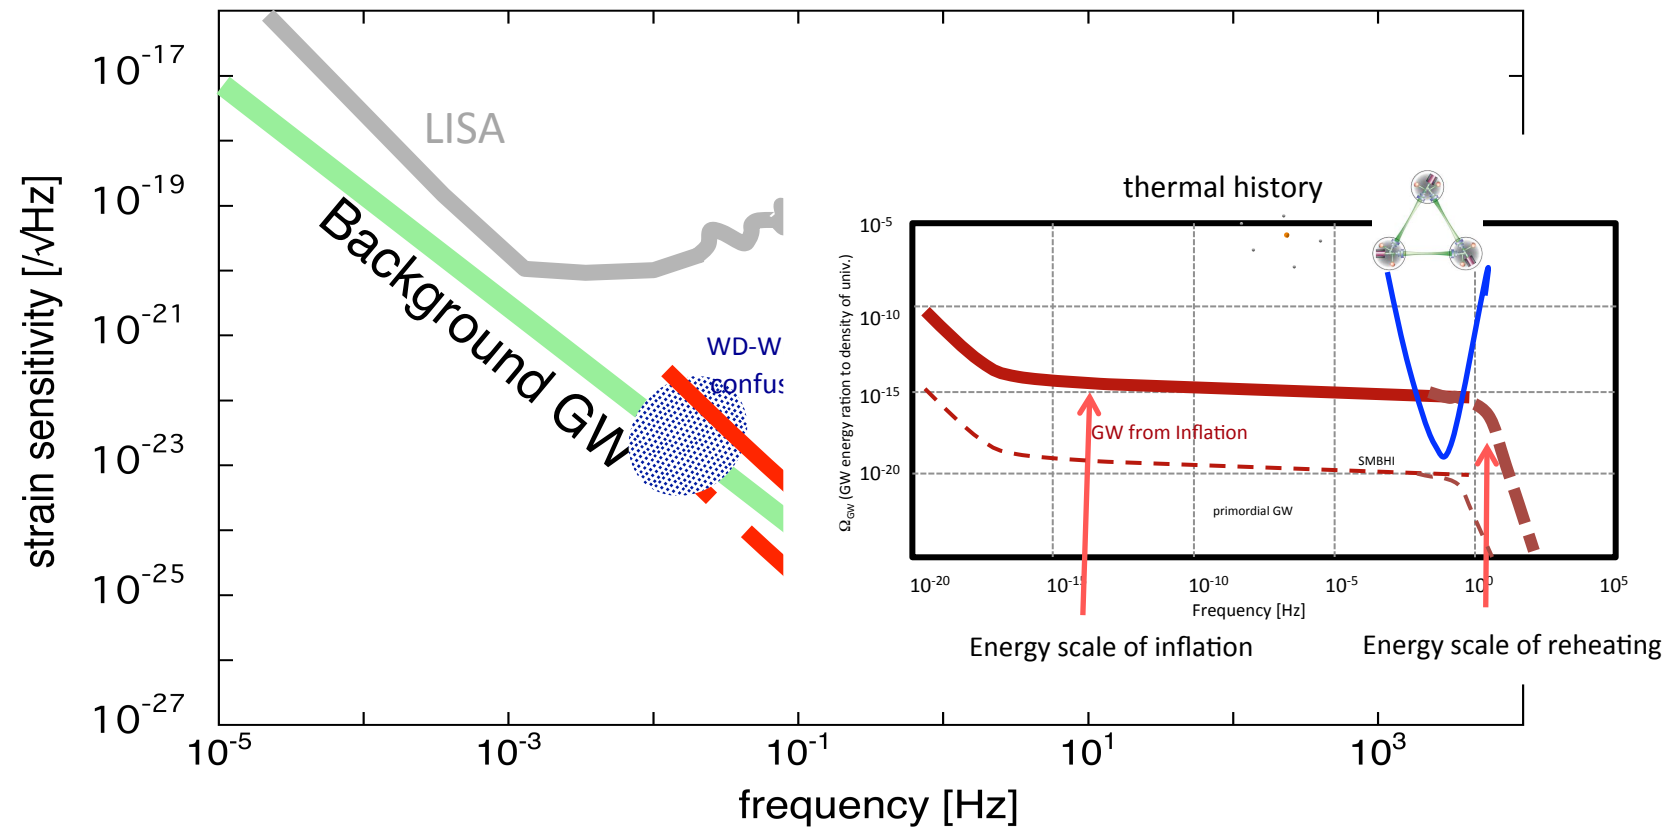 10⁻¹⁷
10⁻¹⁹
10⁻²¹
10⁻²³
10⁻²⁵
10⁻²⁷
strain sensitivity [/√Hz]
LISA
Background GW
WD-W
confus
10⁻⁵
10⁻³
10⁻¹
10¹
10³
frequency [Hz]
thermal history
10⁻⁵
10⁻¹⁰
10⁻¹⁵
10⁻²⁰
Ω_GW (GW energy ration to density of univ.)
GW from Inflation
SMBHI
primordial GW
10⁻²⁰
10⁻¹⁵
10⁻¹⁰
10⁻⁵
10⁰
10⁵
Frequency [Hz]
Energy scale of inflation
Energy scale of reheating